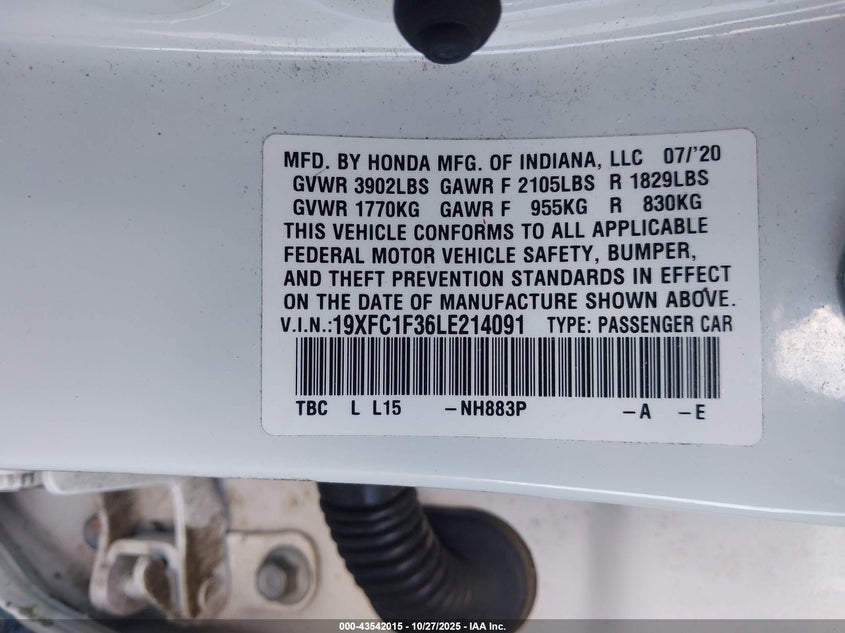 MFD. BY HONDA MFG. OF INDIANA, LLC 07/'20
GVWR 3902LBS GAWR F 2105LBS R 1829LBS
GVWR 1770KG GAWR F 955KG R 830KG
THIS VEHICLE CONFORMS TO ALL APPLICABLE
FEDERAL MOTOR VEHICLE SAFETY, BUMPER,
AND THEFT PREVENTION STANDARDS IN EFFECT
ON THE DATE OF MANUFACTURE SHOWN ABOVE.
V.I.N.:19XFC1F36LE214091 TYPE: PASSENGER CAR
TBC L L15 -NH883P -A -E
000-43542015 - 10/27/2025 - IAA Inc.